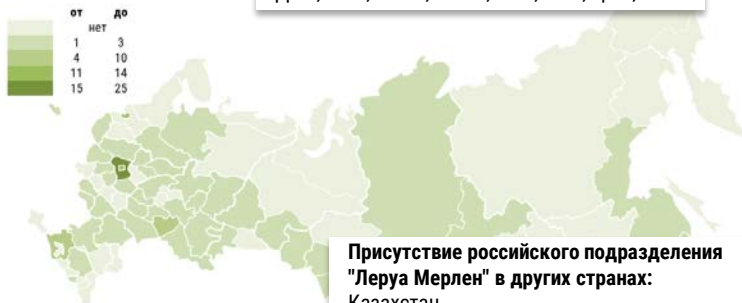 от до
нет
1 3
4 10
11 14
15 25
Присутствие российского подразделения
"Леруа Мерлен" в других странах:
Казахстан